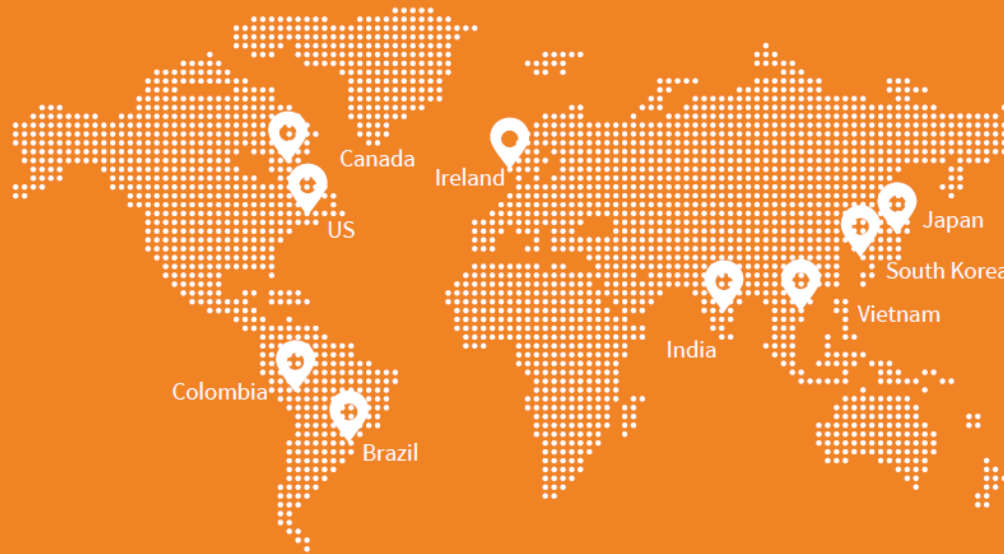 Canada
Ireland
US
Japan
South Korea
Vietnam
India
Colombia
Brazil